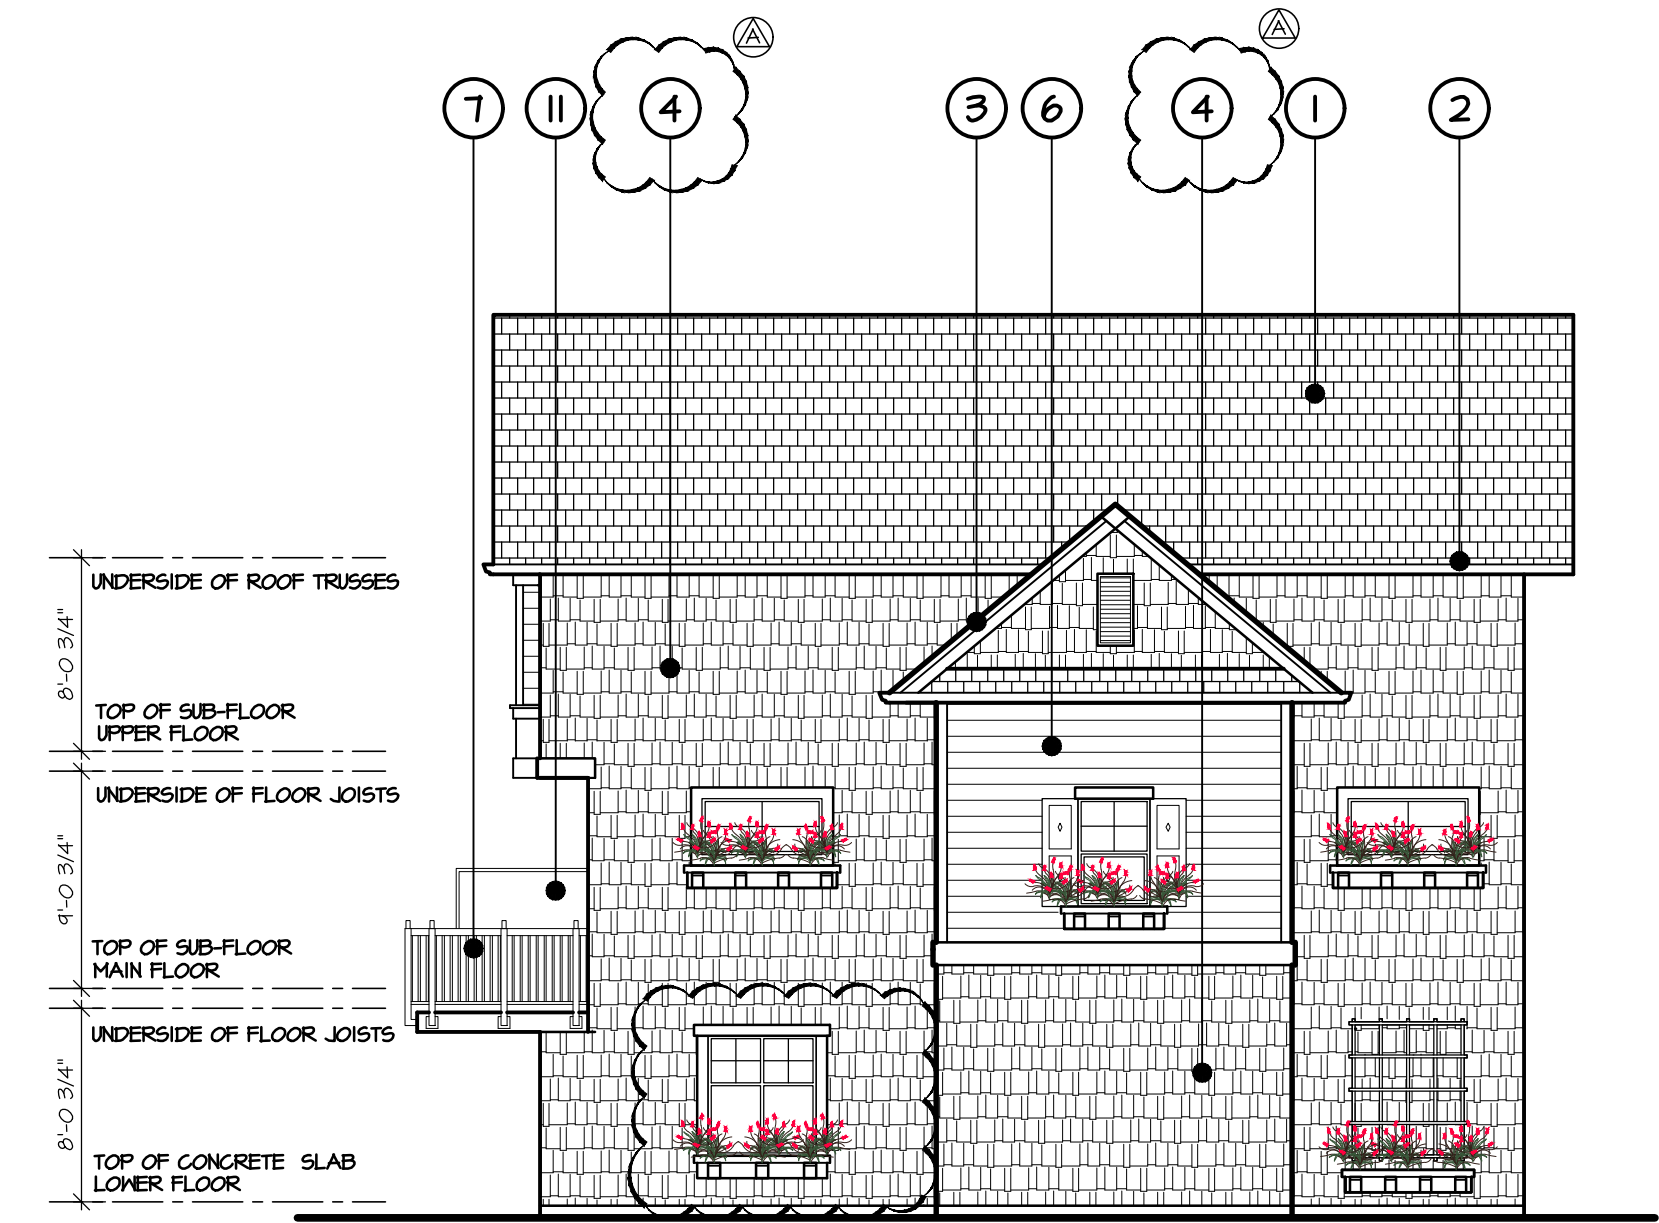 A
A
7
11
4
3
6
4
1
2
UNDERSIDE OF ROOF TRUSSES
8'-0 3/4"
TOP OF SUB-FLOOR
UPPER FLOOR
UNDERSIDE OF FLOOR JOISTS
9'-0 3/4"
TOP OF SUB-FLOOR
MAIN FLOOR
UNDERSIDE OF FLOOR JOISTS
8'-0 3/4"
TOP OF CONCRETE SLAB
LOWER FLOOR